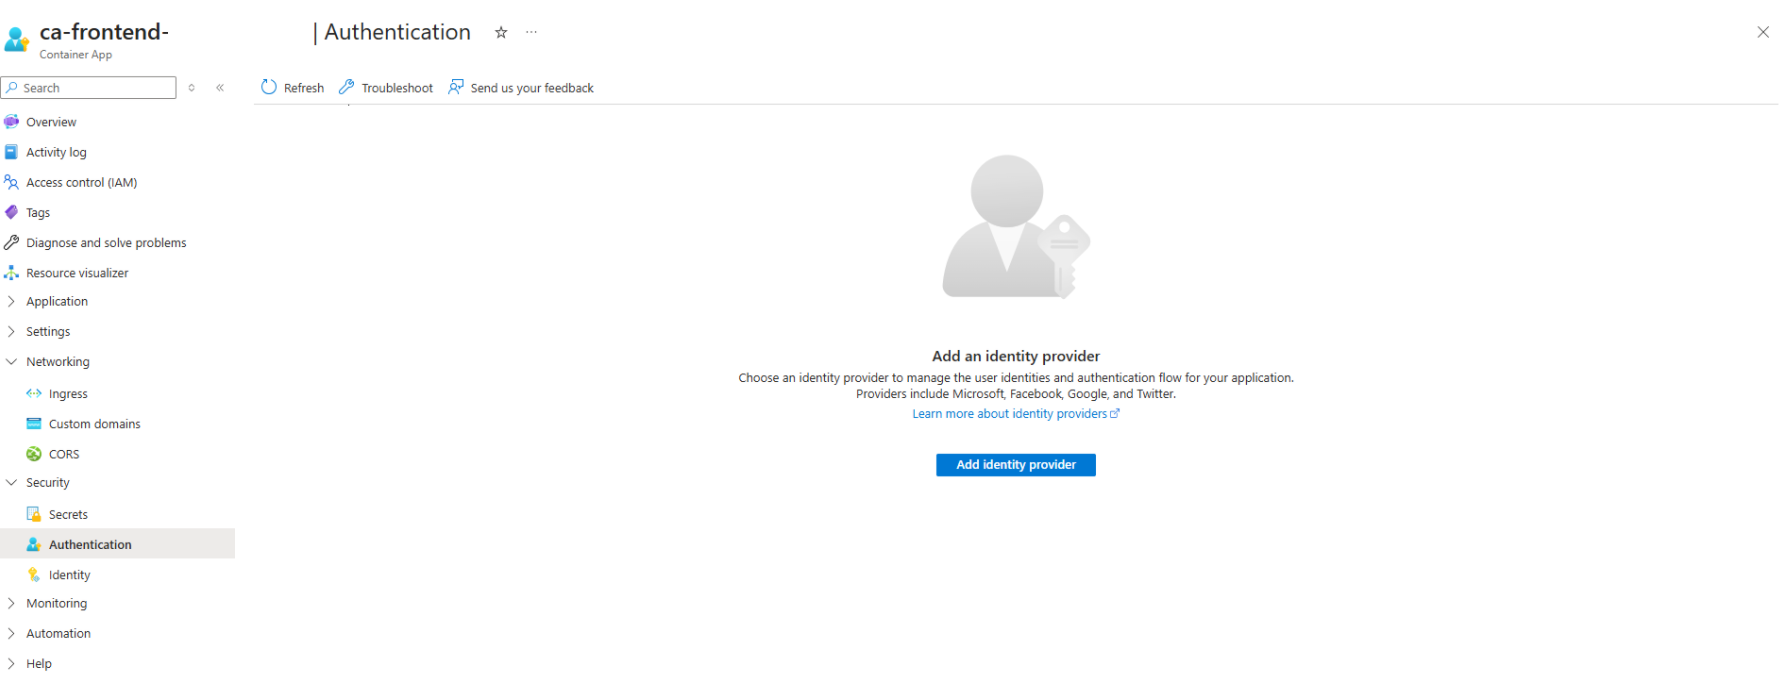 ca-frontend- | Authentication
Container App
Search
Refresh Troubleshoot Send us your feedback
Overview
Activity log
Access control (IAM)
Tags
Diagnose and solve problems
Resource visualizer
Application
Settings
Networking
Ingress
Custom domains
CORS
Security
Secrets
Authentication
Identity
Monitoring
Automation
Help
Add an identity provider
Choose an identity provider to manage the user identities and authentication flow for your application.
Providers include Microsoft, Facebook, Google, and Twitter.
Learn more about identity providers
Add identity provider